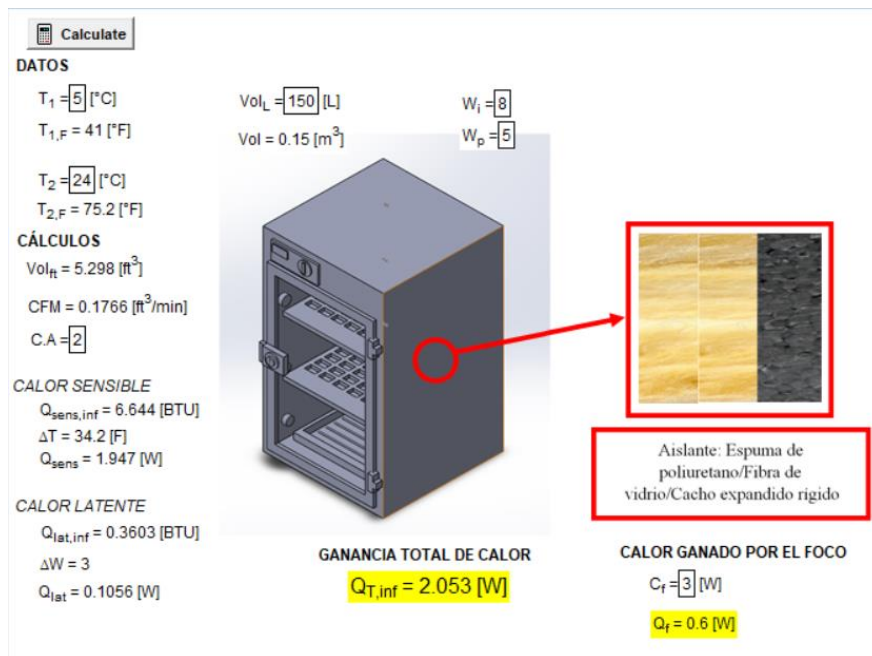 Calculate
DATOS
T1 = 5 [°C]
T1,F = 41 [°F]
T2 = 24 [°C]
T2,F = 75.2 [°F]
VolL = 150 [L]
Vol = 0.15 [m3]
Wi = 8
Wp = 5
CÁLCULOS
Volft = 5.298 [ft3]
CFM = 0.1766 [ft3/min]
C.A = 2
CALOR SENSIBLE
Qsens,inf = 6.644 [BTU]
ΔT = 34.2 [F]
Qsens = 1.947 [W]
CALOR LATENTE
Qlat,inf = 0.3603 [BTU]
ΔW = 3
Qlat = 0.1056 [W]
GANANCIA TOTAL DE CALOR
QT,inf = 2.053 [W]
Aislante: Espuma de
poliuretano/Fibra de
vidrio/Cacho expandido rígido
CALOR GANADO POR EL FOCO
Cf = 3 [W]
Qf = 0.6 [W]